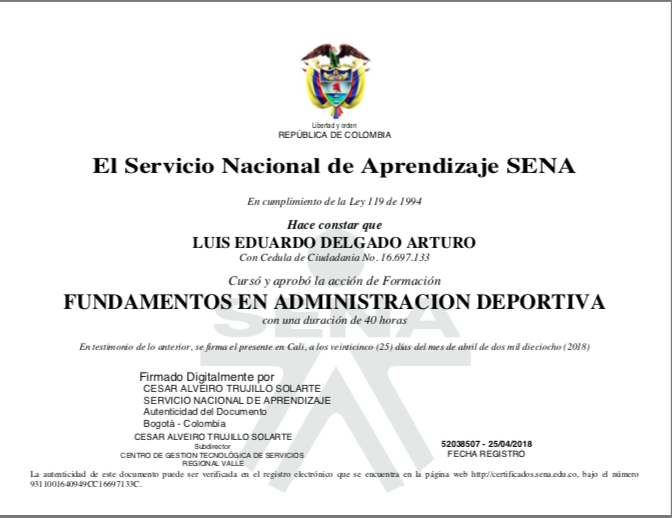 Libertad y orden
REPÚBLICA DE COLOMBIA
El Servicio Nacional de Aprendizaje SENA
En cumplimiento de la Ley 119 de 1994
Hace constar que
LUIS EDUARDO DELGADO ARTURO
Con Cedula de Ciudadania No. 16.697.133
Cursó y aprobó la acción de Formación
FUNDAMENTOS EN ADMINISTRACION DEPORTIVA
con una duración de 40 horas
SENA
En testimonio de lo anterior, se firma el presente en Cali, a los veinticinco (25) días del mes de abril de dos mil dieciocho (2018)
Firmado Digitalmente por
CESAR ALVEIRO TRUJILLO SOLARTE
SERVICIO NACIONAL DE APRENDIZAJE
Autenticidad del Documento
Bogotá - Colombia
CESAR ALVEIRO TRUJILLO SOLARTE
Subdirector
CENTRO DE GESTION TECNOLÓGICA DE SERVICIOS
REGIONAL VALLE
52038507 - 25/04/2018
FECHA REGISTRO
La autenticidad de este documento puede ser verificada en el registro electrónico que se encuentra en la página web http://certificados.sena.edu.co, bajo el número
9311001640949CC16697133C.